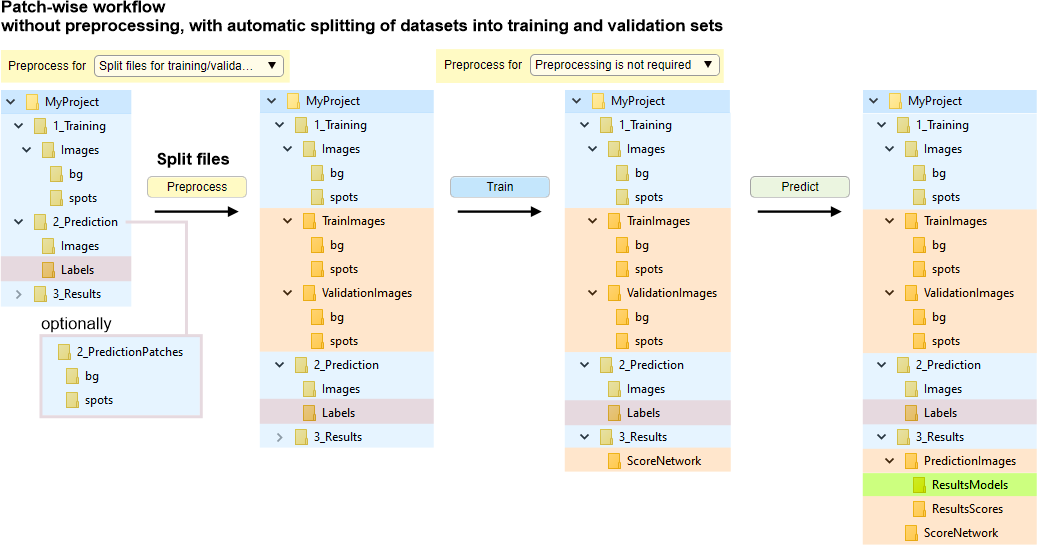 Patch-wise workflow
without preprocessing, with automatic splitting of datasets into training and validation sets
Preprocess for
Split files for training/valida...
Preprocess for
Preprocessing is not required
MyProject
1_Training
Images
bg
spots
2_Prediction
Images
Labels
3_Results
optionally
2_PredictionPatches
bg
spots
Split files
Preprocess
MyProject
1_Training
Images
bg
spots
TrainImages
bg
spots
ValidationImages
bg
spots
2_Prediction
Images
Labels
3_Results
Train
MyProject
1_Training
Images
bg
spots
TrainImages
bg
spots
ValidationImages
bg
spots
2_Prediction
Images
Labels
3_Results
ScoreNetwork
Predict
MyProject
1_Training
Images
bg
spots
TrainImages
bg
spots
ValidationImages
bg
spots
2_Prediction
Images
Labels
3_Results
PredictionImages
ResultsModels
ResultsScores
ScoreNetwork